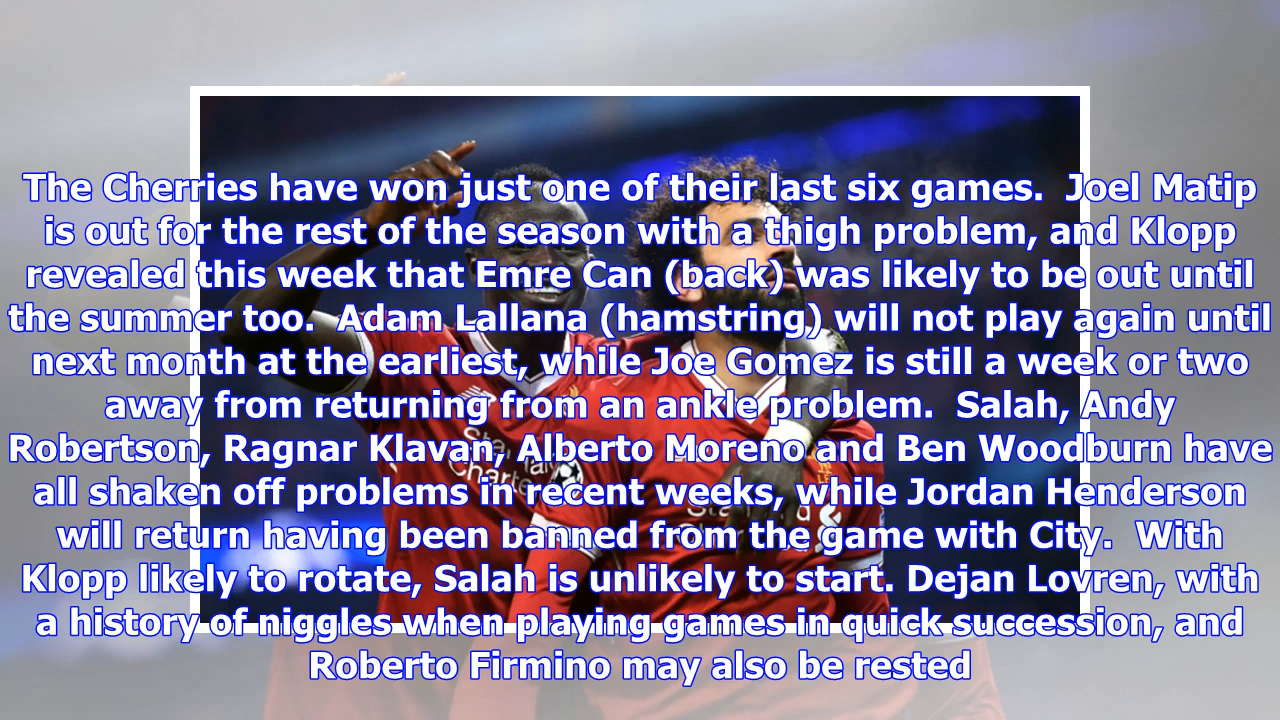 The Cherries have won just one of their last six games.  Joel Matip
is out for the rest of the season with a thigh problem, and Klopp
revealed this week that Emre Can (back) was likely to be out until
the summer too.  Adam Lallana (hamstring) will not play again until
next month at the earliest, while Joe Gomez is still a week or two
away from returning from an ankle problem.  Salah, Andy
Robertson, Ragnar Klavan, Alberto Moreno and Ben Woodburn have
all shaken off problems in recent weeks, while Jordan Henderson
will return having been banned from the game with City.  With
Klopp likely to rotate, Salah is unlikely to start. Dejan Lovren, with
a history of niggles when playing games in quick succession, and
Roberto Firmino may also be rested